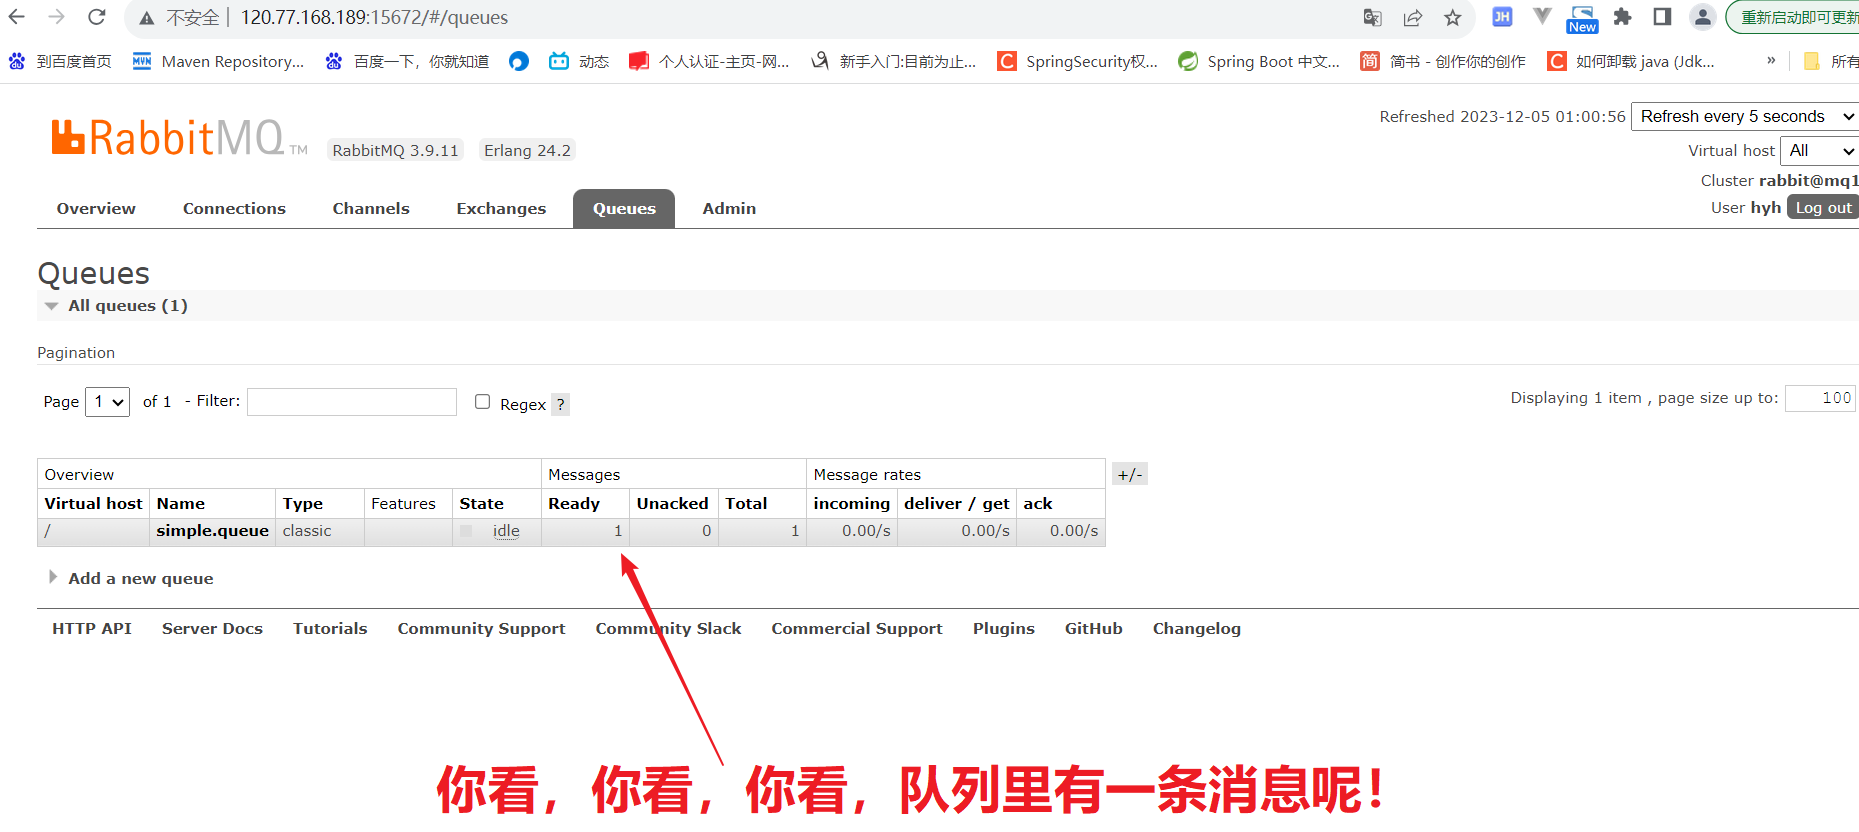 不安全 | 120.77.168.189:15672/#/queues
New
重新启动即可更新
到百度首页 Maven Repository... 百度一下，你就知道 动态 个人认证-主页-网... 新手入门:目前为止... SpringSecurity权... Spring Boot 中文... 简书 - 创作你的创作 如何卸载 java (Jdk... » 所有
Refreshed 2023-12-05 01:00:56 Refresh every 5 seconds
RabbitMQ TM RabbitMQ 3.9.11 Erlang 24.2
Virtual host All
Cluster rabbit@mq1
User hyh Log out
Overview Connections Channels Exchanges Queues Admin
Queues
All queues (1)
Pagination
Page 1 of 1 - Filter: Regex ?
Displaying 1 item , page size up to: 100
Overview Messages Message rates +/-
Virtual host Name Type Features State Ready Unacked Total incoming deliver / get ack
/ simple.queue classic idle 1 0 1 0.00/s 0.00/s 0.00/s
Add a new queue
HTTP API Server Docs Tutorials Community Support Community Slack Commercial Support Plugins GitHub Changelog
你看，你看，你看，队列里有一条消息呢！